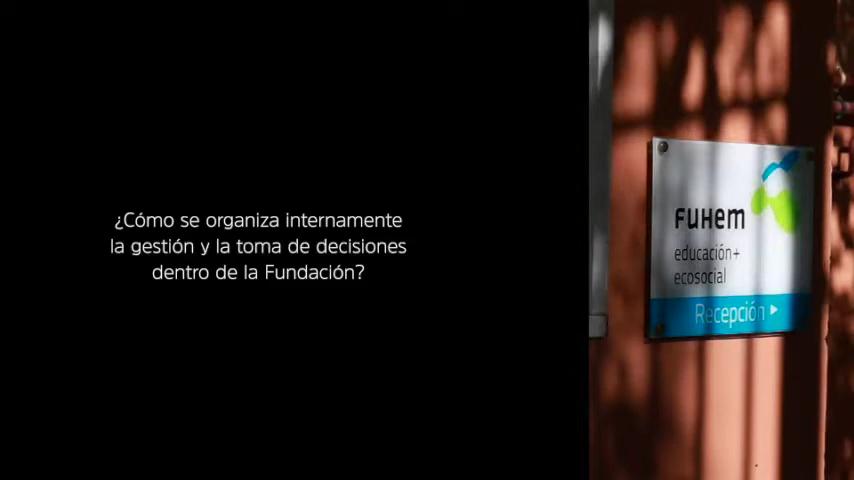 ¿Cómo se organiza internamente
la gestión y la toma de decisiones
dentro de la Fundación?
FUHEM
educación+
ecosocial
Recepción